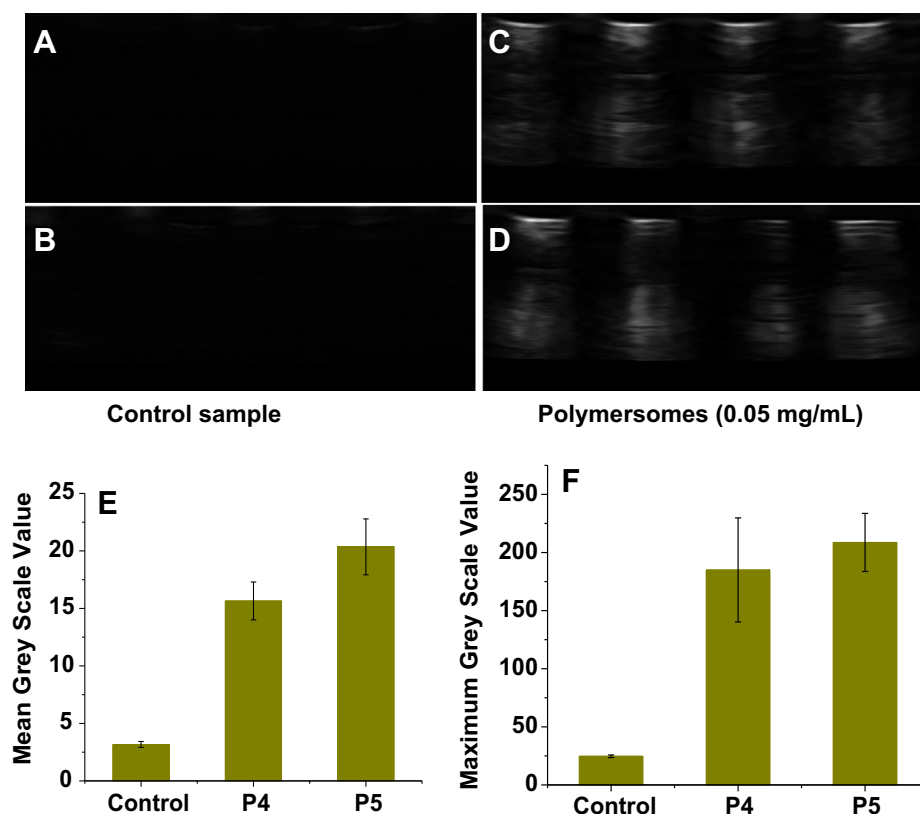 A
C
B
D
Control sample
Polymersomes (0.05 mg/mL)
E
Mean Grey Scale Value
25
20
15
10
5
0
Control P4 P5
F
Maximum Grey Scale Value
250
200
150
100
50
0
Control P4 P5